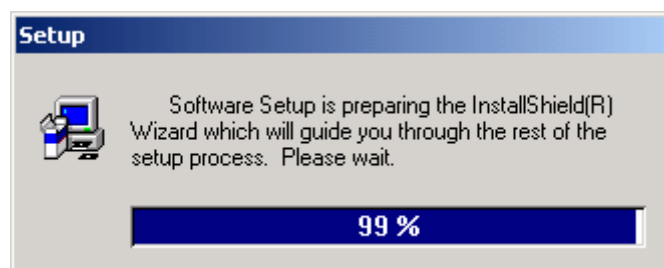 Setup
Software Setup is preparing the InstallShield(R)
Wizard which will guide you through the rest of the
setup process.  Please wait.
99 %